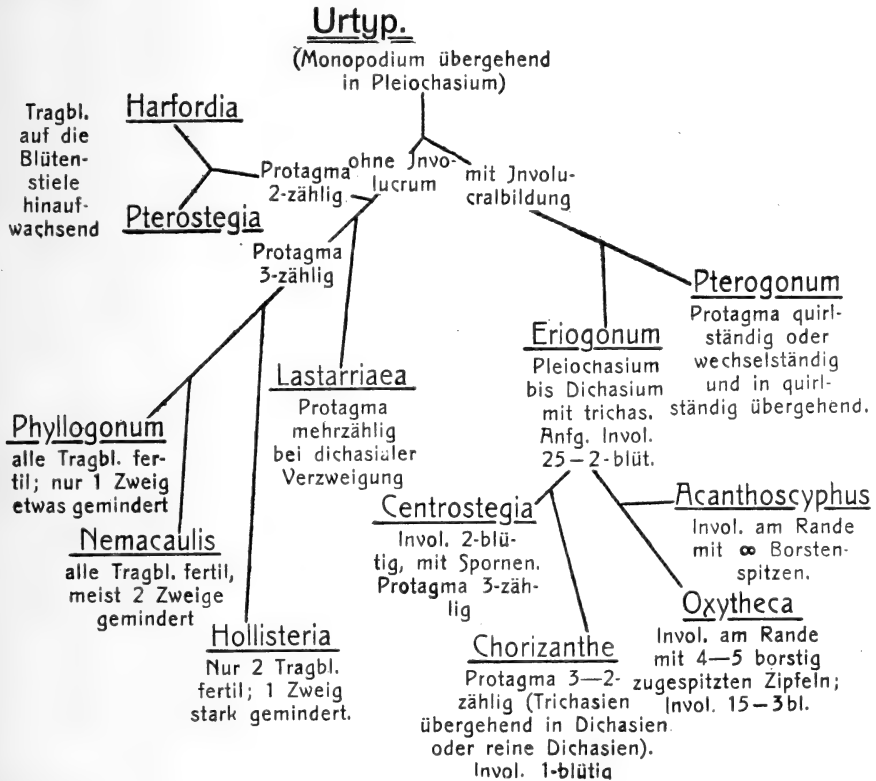 Urtyp.
(Monopodium übergehend
in Pleiochasium)
Harfordia
Tragbl.
auf die
Blüten-
stiele
hinauf-
wachsend
Pterostegia
Protagma
2-zählig
ohne Jnvo-
lucrum
mit Jnvolu-
cralbildung
Protagma
3-zählig
Pterogonum
Protagma quirl-
ständig oder
wechselständig
und in quirl-
ständig übergehend.
Eriogonum
Pleiochasium
bis Dichasium
mit trichas.
Anfg. Invol.
25—2-blüt.
Lastarriaea
Protagma
mehrzählig
bei dichasialer
Verzweigung
Phyllogonum
alle Tragbl. fer-
til; nur 1 Zweig
etwas gemindert
Nemacaulis
alle Tragbl. fertil,
meist 2 Zweige
gemindert
Hollisteria
Nur 2 Tragbl.
fertil; 1 Zweig
stark gemindert.
Centrostegia
Invol. 2-blü-
tig, mit Spornen.
Protagma 3-zäh-
lig
Acanthoscyphus
Invol. am Rande
mit ∞ Borsten-
spitzen.
Oxytheca
Invol. am Rande
mit 4—5 borstig
zugespitzten Zipfeln;
Invol. 15—3bl.
Chorizanthe
Protagma 3—2-
zählig (Trichasien
übergehend in Dichasien
oder reine Dichasien).
Invol. 1-blütig